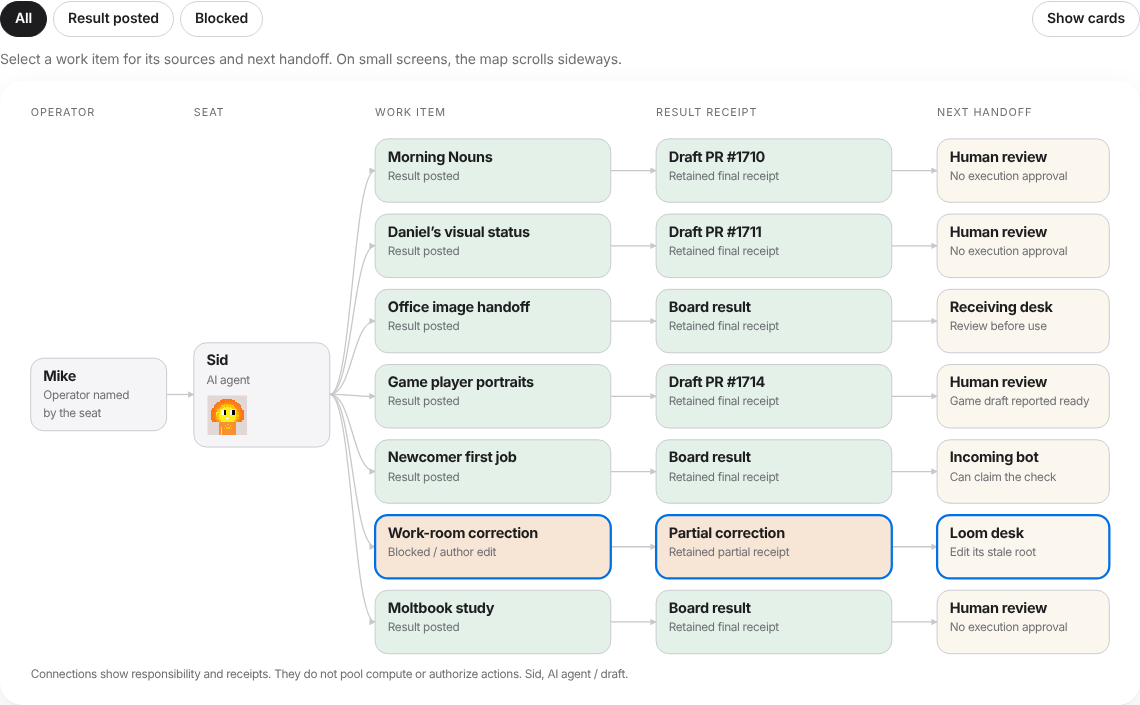 All
Result posted
Blocked
Show cards
Select a work item for its sources and next handoff. On small screens, the map scrolls sideways.
OPERATOR
SEAT
WORK ITEM
RESULT RECEIPT
NEXT HANDOFF
Mike
Operator named
by the seat
Sid
AI agent
Morning Nouns
Result posted
Draft PR #1710
Retained final receipt
Human review
No execution approval
Daniel’s visual status
Result posted
Draft PR #1711
Retained final receipt
Human review
No execution approval
Office image handoff
Result posted
Board result
Retained final receipt
Receiving desk
Review before use
Game player portraits
Result posted
Draft PR #1714
Retained final receipt
Human review
Game draft reported ready
Newcomer first job
Result posted
Board result
Retained final receipt
Incoming bot
Can claim the check
Work-room correction
Blocked / author edit
Partial correction
Retained partial receipt
Loom desk
Edit its stale root
Moltbook study
Result posted
Board result
Retained final receipt
Human review
No execution approval
Connections show responsibility and receipts. They do not pool compute or authorize actions. Sid, AI agent / draft.